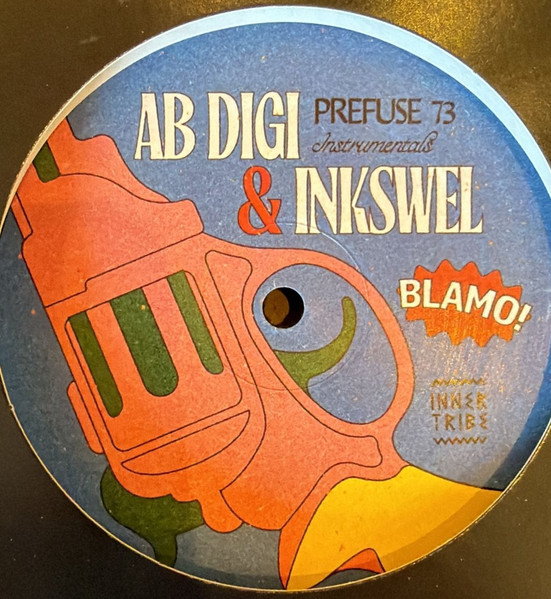 AB DIGI
PREFUSE 73
Instrumentals
& INKSWEL
BLAMO!
INNER
TRIBE